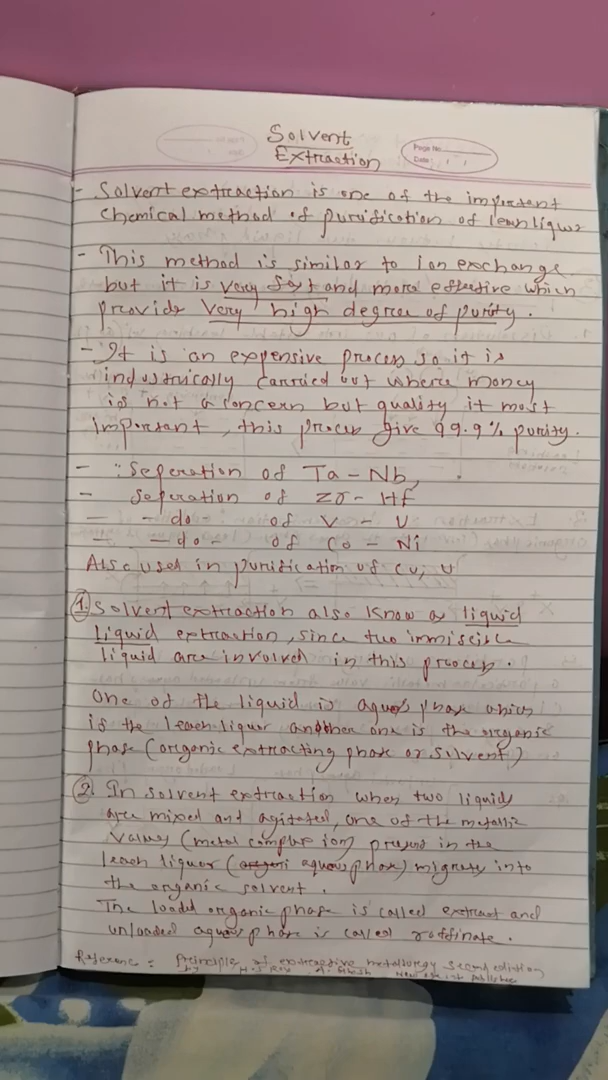 Solvent
Extraction
Page No.
Date: / /
- Solvent extraction is one of the important
Chemical method of purification of lean liquor
- This method is similar to ion exchange
but it is very fast and more effective which
provide very high degree of purity.
- It is an expensive process so it is
industrically carried out where money
is not a concern but quality it most
important, this proces give 99.9% purity.
- :Seperation of Ta-Nb,
- Seperation of Zr-Hf
- -do- of V - U
- -do- of Co - Ni
Also used in purification of Cu, U
1. Solvent extraction also know as liquid
liquid extraction, since two immiscible
liquid are involved in this process.
One of the liquid is aquous phase which
is the leach liquor another one is the organic
phase (organic extracting phase or solvent)
2. In solvent extraction when two liquids
are mixed and agitated, one of the metallic
values (metal complex ion) present in the
leach liquor (aquous phase) migrate into
the organic solvent.
The loaded organic phase is called extract and
unloaded aquous phase is called raffinate.
Reference: Principle of extractive metallurgy second edition
by H.S Ray A. Ghosh New age int publisher